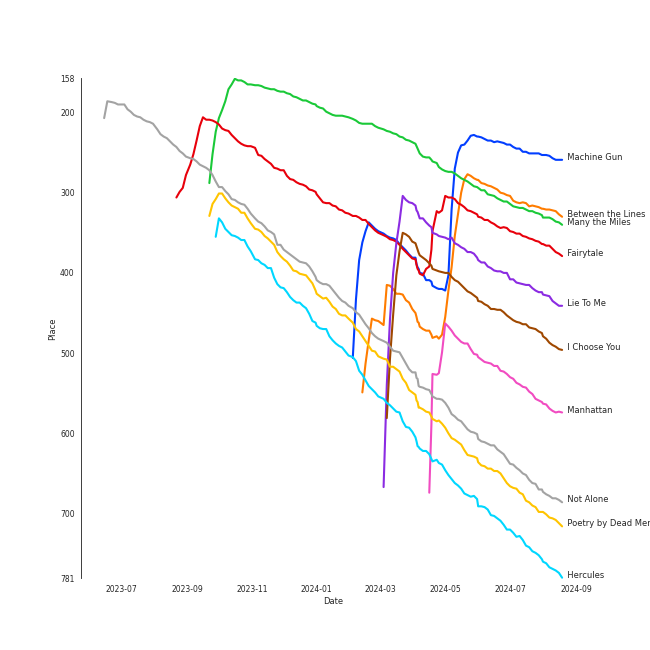 158
200
300
400
500
600
700
781
Place
Machine Gun
Between the Lines
Many the Miles
Fairytale
Lie To Me
I Choose You
Manhattan
Not Alone
Poetry by Dead Men
Hercules
2023-07
2023-09
2023-11
2024-01
2024-03
2024-05
2024-07
2024-09
Date